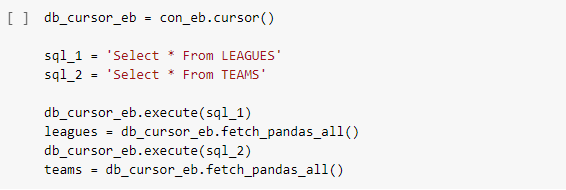 [ ] db_cursor_eb = con_eb.cursor()
sql_1 = 'Select * From LEAGUES'
sql_2 = 'Select * From TEAMS'
db_cursor_eb.execute(sql_1)
leagues = db_cursor_eb.fetch_pandas_all()
db_cursor_eb.execute(sql_2)
teams = db_cursor_eb.fetch_pandas_all()